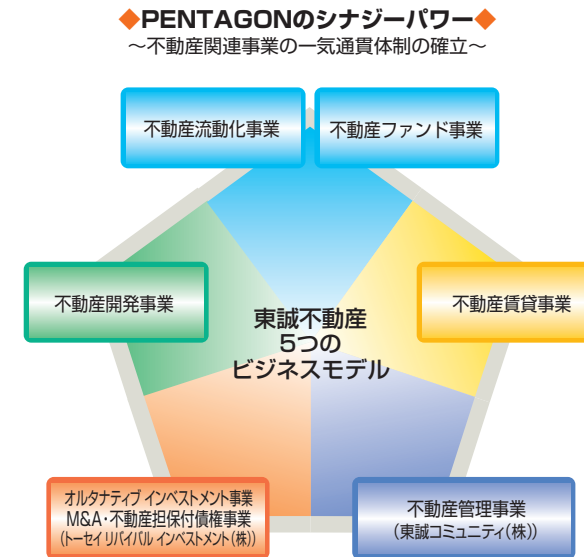 ◆PENTAGONのシナジーパワー◆
〜不動産関連事業の一気通貫体制の確立〜
不動産流動化事業
不動産ファンド事業
不動産開発事業
不動産賃貸事業
東誠不動産
5つの
ビジネスモデル
オルタナティブ インベストメント事業
M&A・不動産担保付債権事業
(トーセイ リバイバル インベストメント(株))
不動産管理事業
(東誠コミュニティ(株))